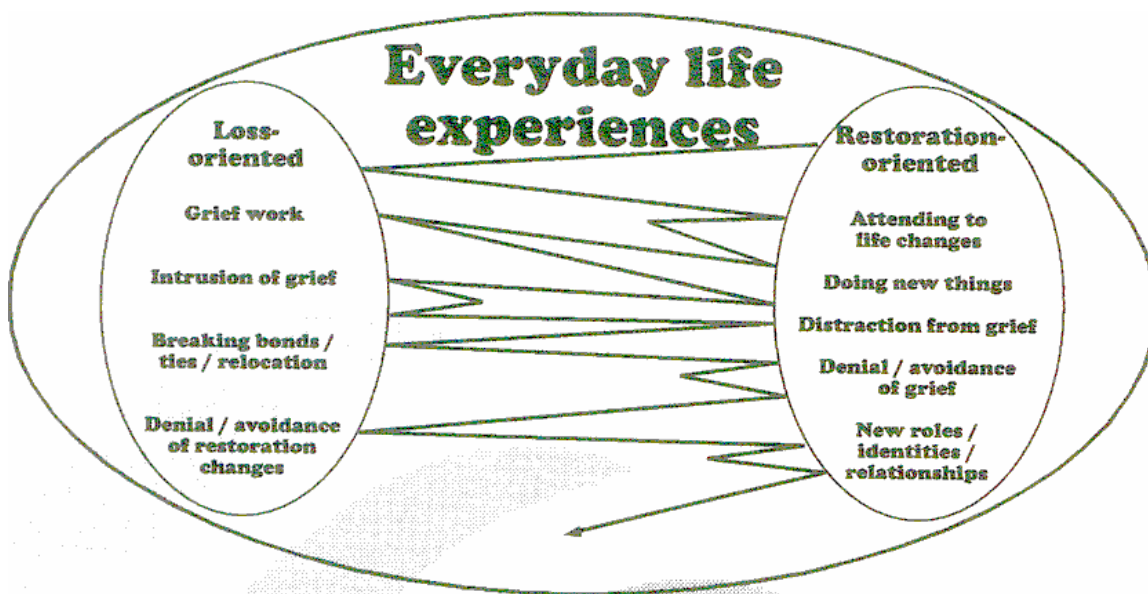 Everyday life
experiences
Loss-
oriented
Grief work
Intrusion of grief
Breaking bonds /
ties / relocation
Denial / avoidance
of restoration
changes
Restoration-
oriented
Attending to
life changes
Doing new things
Distraction from grief
Denial / avoidance
of grief
New roles /
identities /
relationships